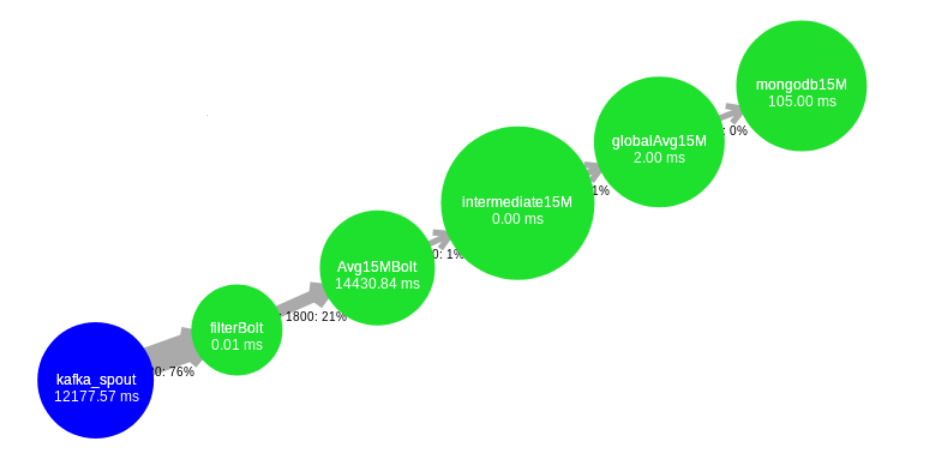 mongodb15M
105.00 ms
: 0%
globalAvg15M
2.00 ms
1%
intermediate15M
0.00 ms
0: 1%
Avg15MBolt
14430.84 ms
: 1800: 21%
filterBolt
0.01 ms
20: 76%
kafka_spout
12177.57 ms